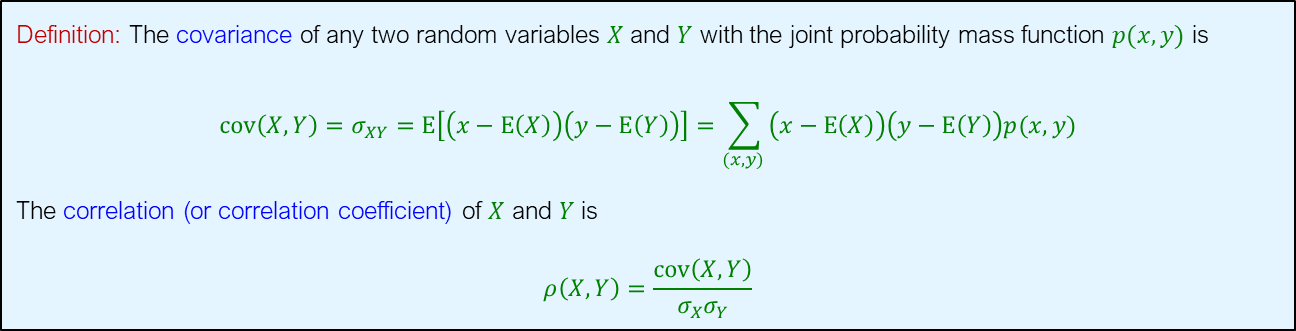 Definition: The covariance of any two random variables X and Y with the joint probability mass function p(x, y) is
cov(X, Y) = σ_XY = E[(x − E(X))(y − E(Y))] = ∑_(x,y) (x − E(X))(y − E(Y))p(x, y)
The correlation (or correlation coefficient) of X and Y is
ρ(X, Y) = cov(X, Y) / σ_X σ_Y